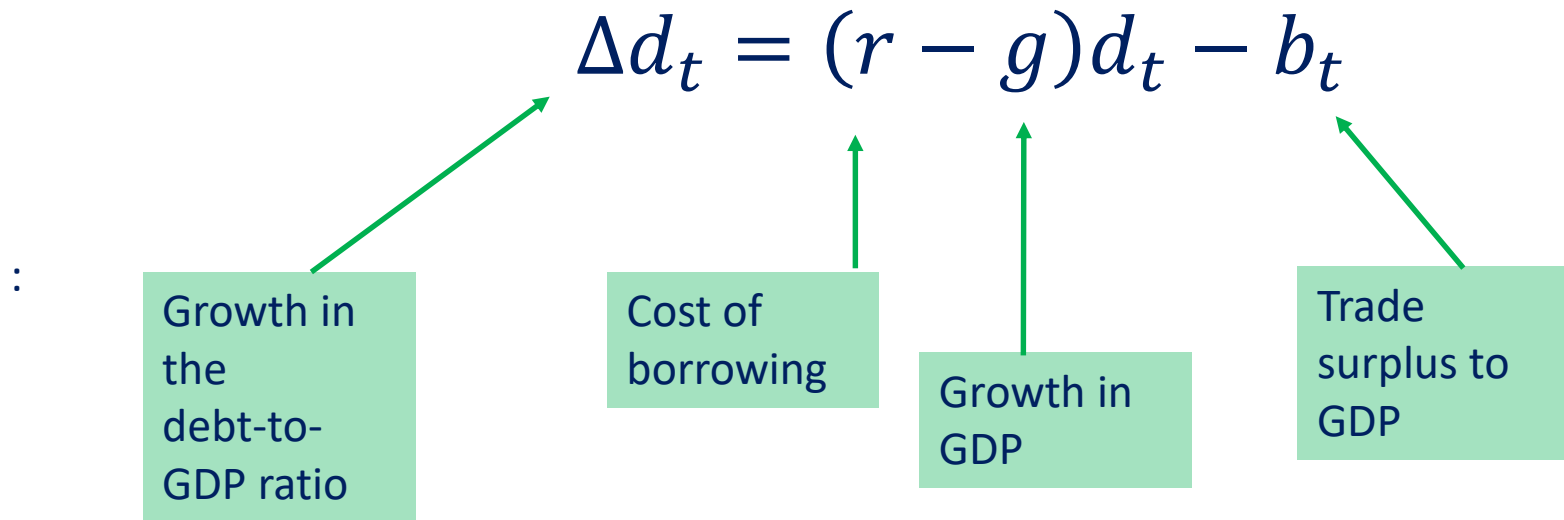 Δd_t = (r − g)d_t − b_t
:
Growth in
the
debt-to-
GDP ratio
Cost of
borrowing
Growth in
GDP
Trade
surplus to
GDP